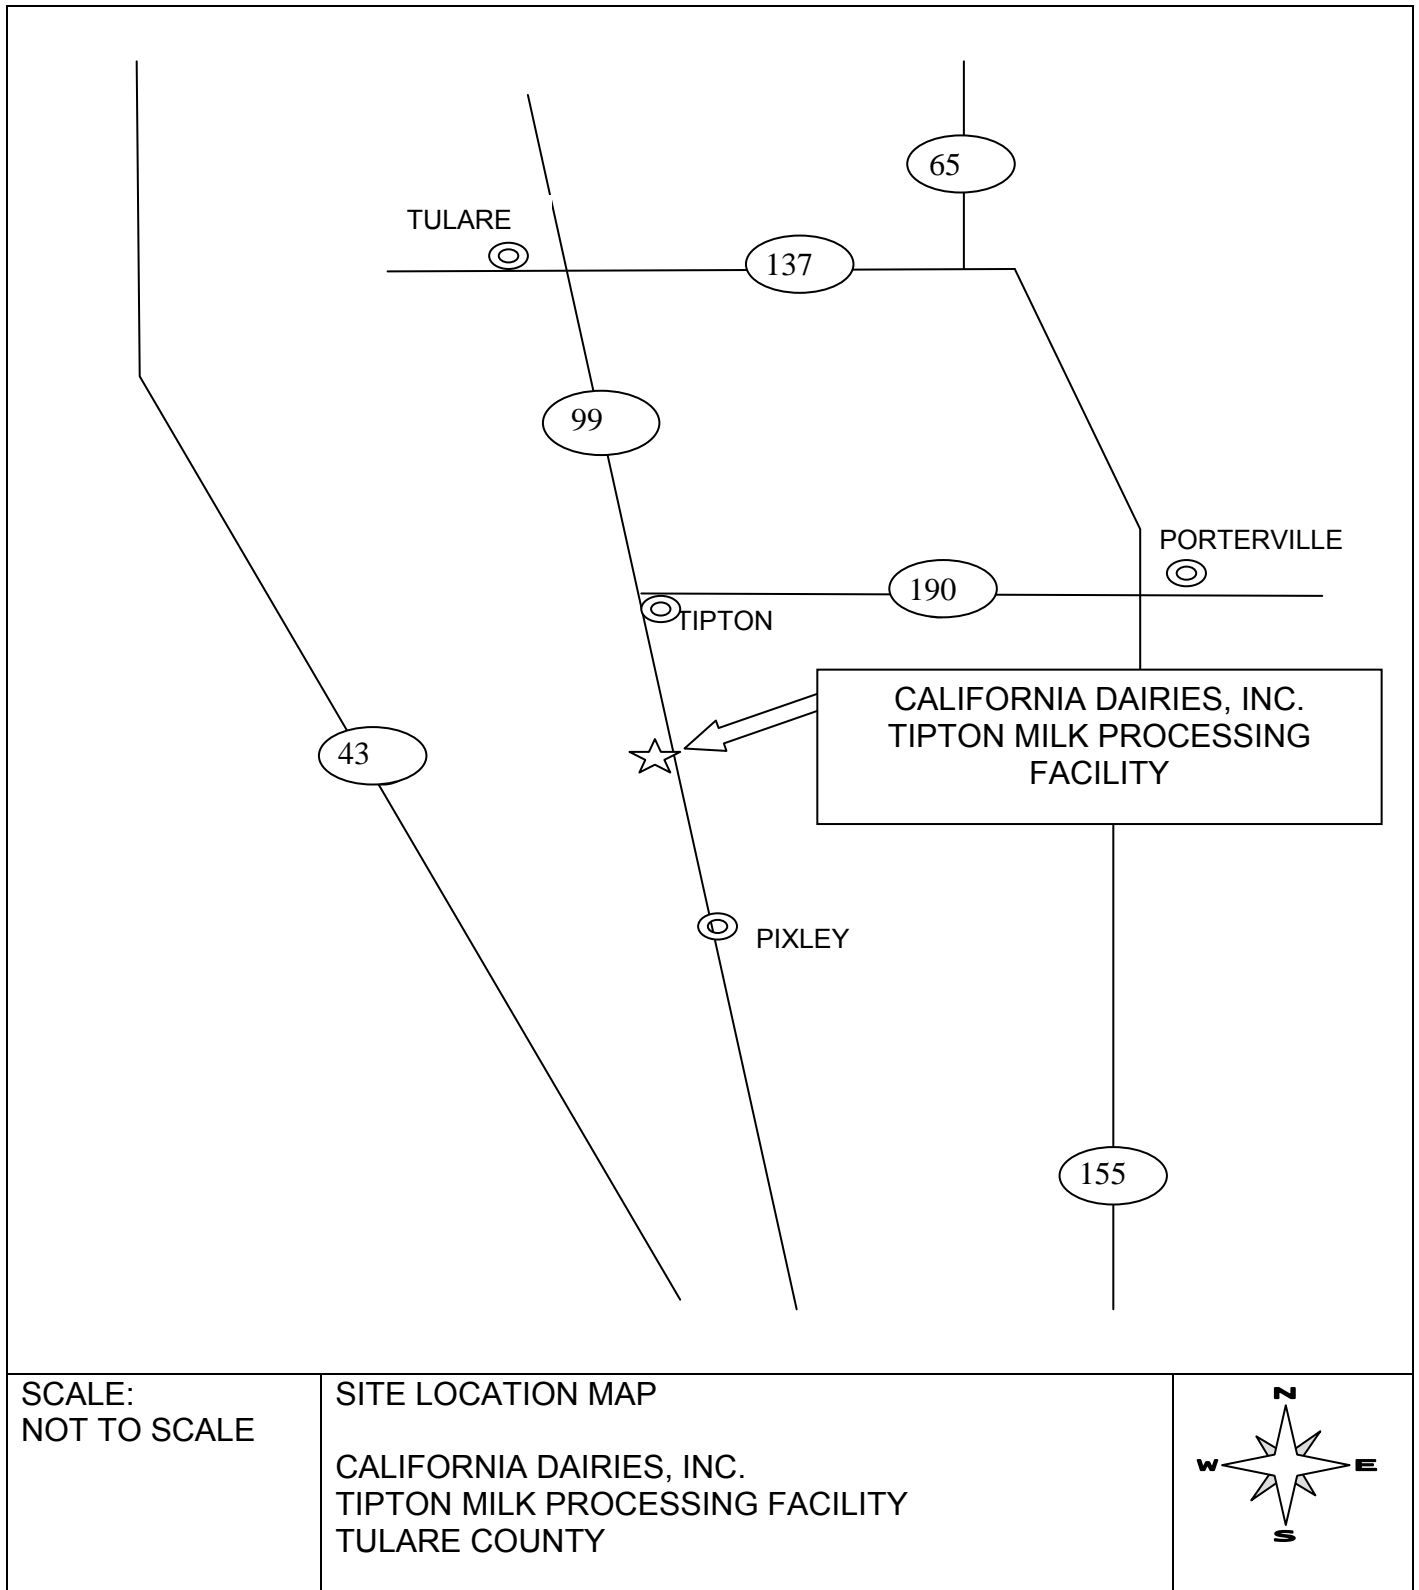 65
TULARE
137
99
PORTERVILLE
190
TIPTON
CALIFORNIA DAIRIES, INC.
TIPTON MILK PROCESSING
FACILITY
43
PIXLEY
155
SCALE:
NOT TO SCALE
SITE LOCATION MAP
CALIFORNIA DAIRIES, INC.
TIPTON MILK PROCESSING FACILITY
TULARE COUNTY
N
W
E
S